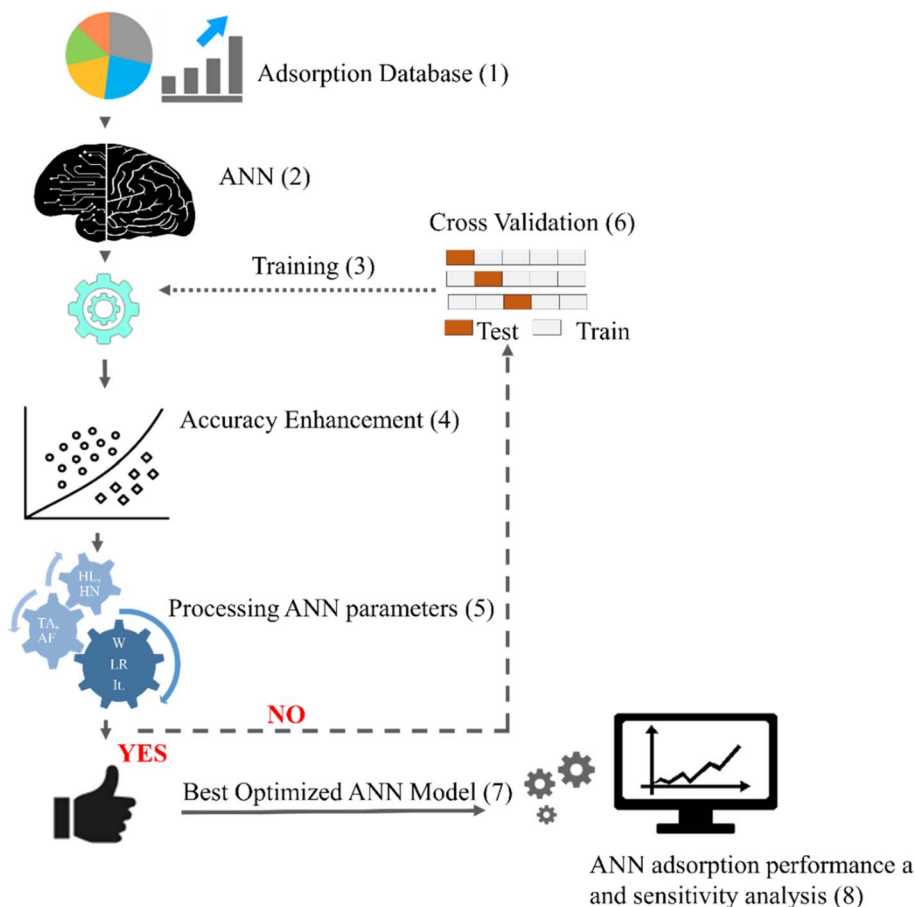 Adsorption Database (1)
ANN (2)
Cross Validation (6)
Training (3)
Test
Train
Accuracy Enhancement (4)
HL,
HN
TA,
AF
W
LR
It.
Processing ANN parameters (5)
NO
YES
Best Optimized ANN Model (7)
ANN adsorption performance a
and sensitivity analysis (8)